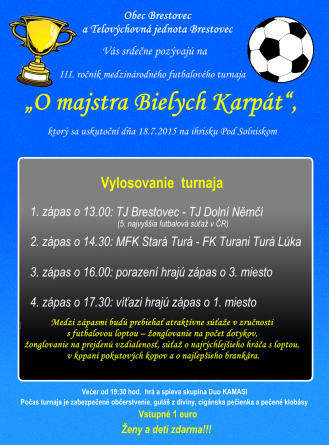 Obec Brestovec
a Telovýchovná jednota Brestovec
Vás srdečne pozývajú na
III. ročník medzinárodného futbalového turnaja
„O majstra Bielych Karpát“,
ktorý sa uskutoční dňa 18.7.2015 na ihrisku Pod Solniskom
Vylosovanie turnaja
1. zápas o 13.00: TJ Brestovec - TJ Dolní Němčí
(5. najvyššia futbalová súťaž v ČR)
2. zápas o 14.30: MFK Stará Turá - FK Turani Turá Lúka
3. zápas o 16.00: porazení hrajú zápas o 3. miesto
4. zápas o 17.30: víťazi hrajú zápas o 1. miesto
Medzi zápasmi budú prebiehať atraktívne súťaže v zručnosti
s futbalovou loptou – žonglovanie na počet dotykov,
žonglovanie na prejdenú vzdialenosť, súťaž o najrýchlejšieho hráča s loptou,
v kopaní pokutových kopov a o najlepšieho brankára.
Večer od 19:30 hod. hrá a spieva skupina Duo KAMASI
Počas turnaja je zabezpečené občerstvenie, guláš z diviny, cigánska pečienka a pečené klobásy
Vstupné 1 euro
Ženy a deti zdarma!!!